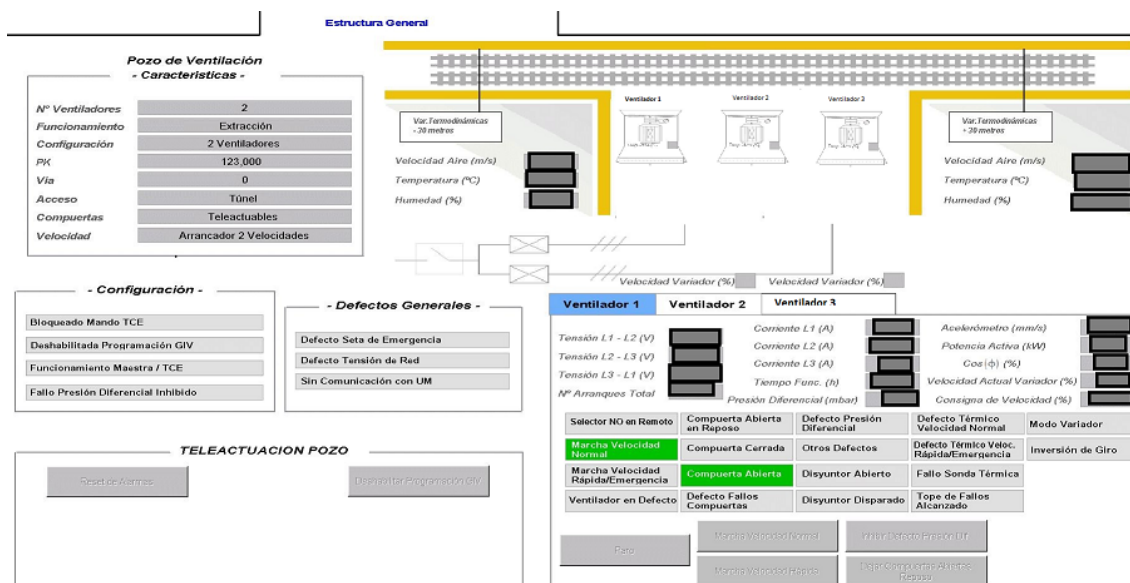 Estructura General
Pozo de Ventilación
- Características -
Nº Ventiladores 2
Funcionamiento Extracción
Configuración 2 Ventiladores
PK 123,000
Via 0
Acceso Túnel
Compuertas Teleactuables
Velocidad Arrancador 2 Velocidades
Var.Termodinámicas
- 30 metros
Velocidad Aire (m/s)
Temperatura (ºC)
Humedad (%)
Ventilador 1
Ventilador 2
Ventilador 3
Var.Termodinámicas
+ 30 metros
Velocidad Aire (m/s)
Temperatura (ºC)
Humedad (%)
Velocidad Variador (%)
Velocidad Variador (%)
- Configuración -
Bloqueado Mando TCE
Deshabilitada Programación GIV
Funcionamiento Maestra / TCE
Fallo Presión Diferencial Inhibido
- Defectos Generales -
Defecto Seta de Emergencia
Defecto Tensión de Red
Sin Comunicación con UM
TELEACTUACION POZO
Reset de Alarmas
Deshabilitar Programación GIV
Ventilador 1 Ventilador 2 Ventilador 3
Tensión L1 - L2 (V)
Tensión L2 - L3 (V)
Tensión L3 - L1 (V)
Nº Arranques Total
Corriente L1 (A)
Corriente L2 (A)
Corriente L3 (A)
Tiempo Func. (h)
Presión Diferencial (mbar)
Acelerómetro (mm/s)
Potencia Activa (kW)
Cos(ϕ) (%)
Velocidad Actual Variador (%)
Consigna de Velocidad (%)
Selector NO en Remoto
Compuerta Abierta
en Reposo
Defecto Presión
Diferencial
Defecto Térmico
Velocidad Normal
Modo Variador
Marcha Velocidad
Normal
Compuerta Cerrada
Otros Defectos
Defecto Térmico Veloc.
Rápida/Emergencia
Inversión de Giro
Marcha Velocidad
Rápida/Emergencia
Compuerta Abierta
Disyuntor Abierto
Fallo Sonda Térmica
Ventilador en Defecto
Defecto Fallos
Compuertas
Disyuntor Disparado
Tope de Fallos
Alcanzado
Paro
Marcha Velocidad Normal
Inhibir Defecto Presión Dif.
Marcha Velocidad Rápida
Dejar Compuertas Abiertas
Reposo